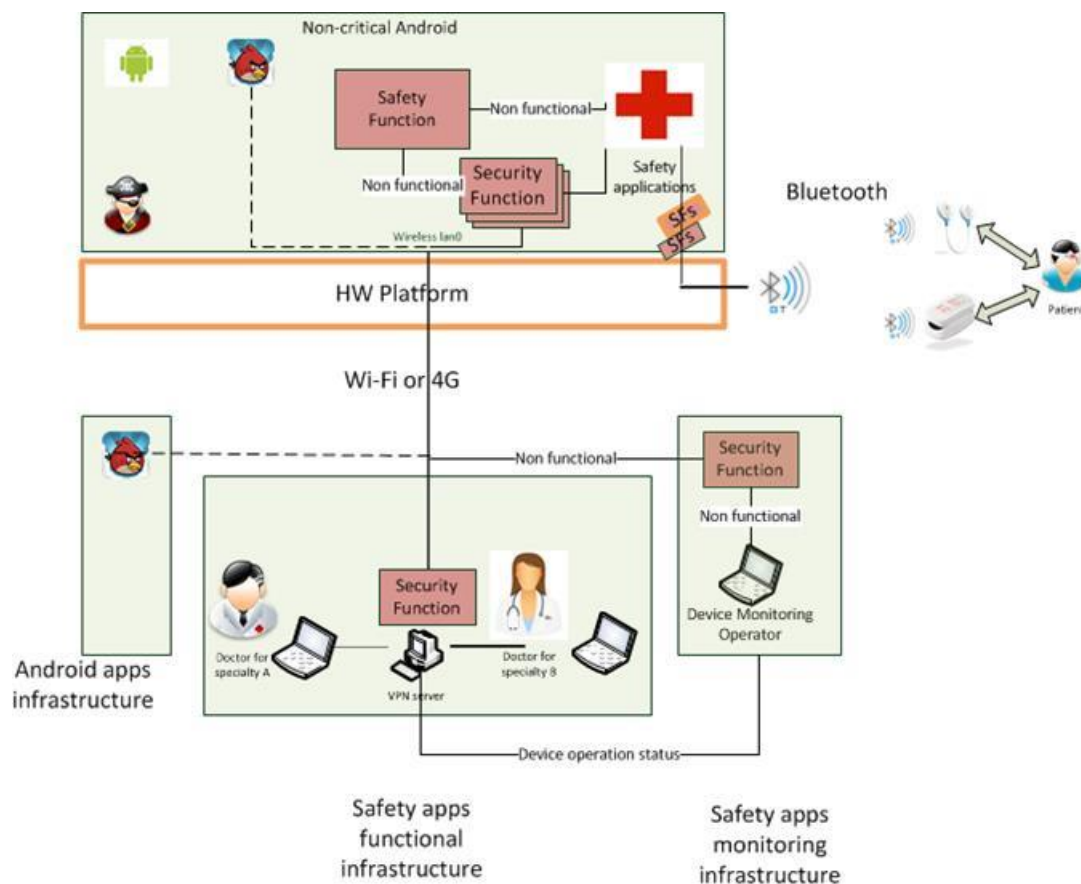 Non-critical Android
Safety
Function
Non functional
Non functional
Security
Function
Safety
applications
SFs
SFs
Wireless lan0
Bluetooth
HW Platform
BT
BT
BT
Patient
Wi-Fi or 4G
Non functional
Security
Function
Non functional
Device Monitoring
Operator
Security
Function
Doctor for
specialty A
VPN server
Doctor for
specialty B
Android apps
infrastructure
Device operation status
Safety apps
functional
infrastructure
Safety apps
monitoring
infrastructure